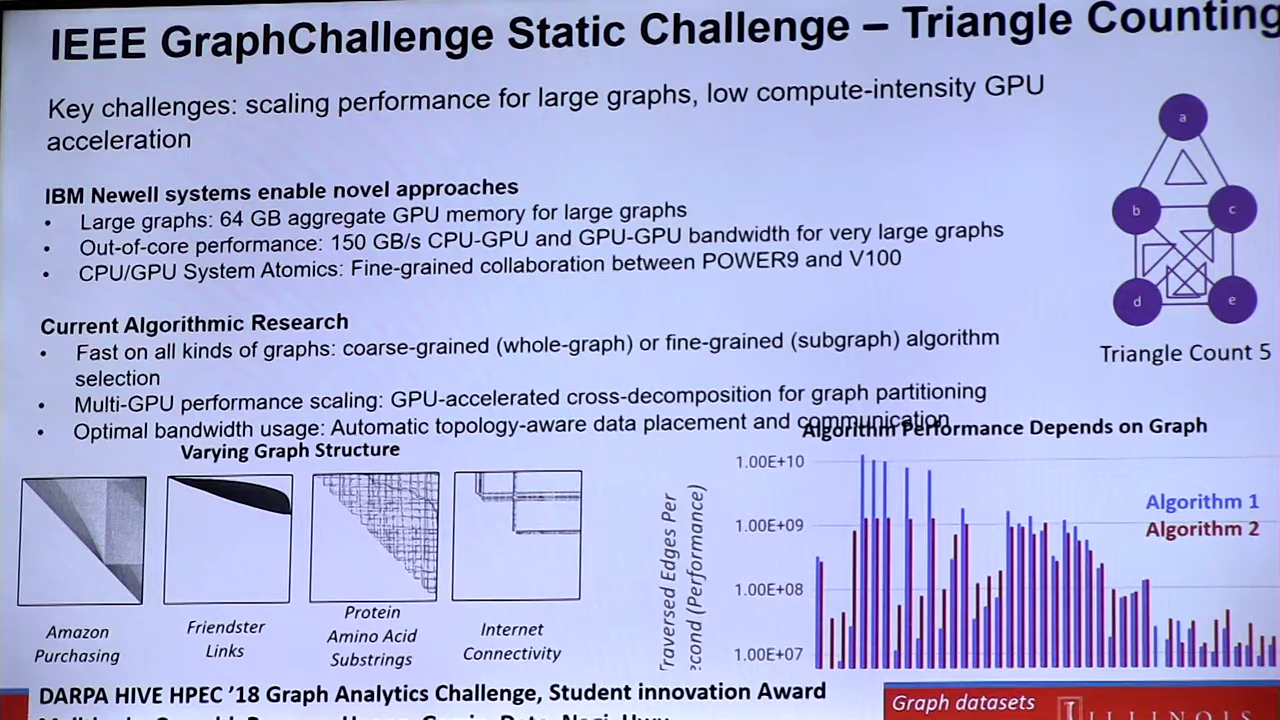 IEEE GraphChallenge Static Challenge – Triangle Counting
Key challenges: scaling performance for large graphs, low compute-intensity GPU
acceleration
IBM Newell systems enable novel approaches
• Large graphs: 64 GB aggregate GPU memory for large graphs
• Out-of-core performance: 150 GB/s CPU-GPU and GPU-GPU bandwidth for very large graphs
• CPU/GPU System Atomics: Fine-grained collaboration between POWER9 and V100
a
b
c
d
e
Triangle Count 5
Current Algorithmic Research
• Fast on all kinds of graphs: coarse-grained (whole-graph) or fine-grained (subgraph) algorithm
selection
• Multi-GPU performance scaling: GPU-accelerated cross-decomposition for graph partitioning
• Optimal bandwidth usage: Automatic topology-aware data placement and communication
Varying Graph Structure
Amazon
Purchasing
Friendster
Links
Protein
Amino Acid
Substrings
Internet
Connectivity
Algorithm Performance Depends on Graph
Traversed Edges Per
Second (Performance)
1.00E+10
1.00E+09
1.00E+08
1.00E+07
Algorithm 1
Algorithm 2
DARPA HIVE HPEC '18 Graph Analytics Challenge, Student innovation Award
Graph datasets
I ILLINOIS